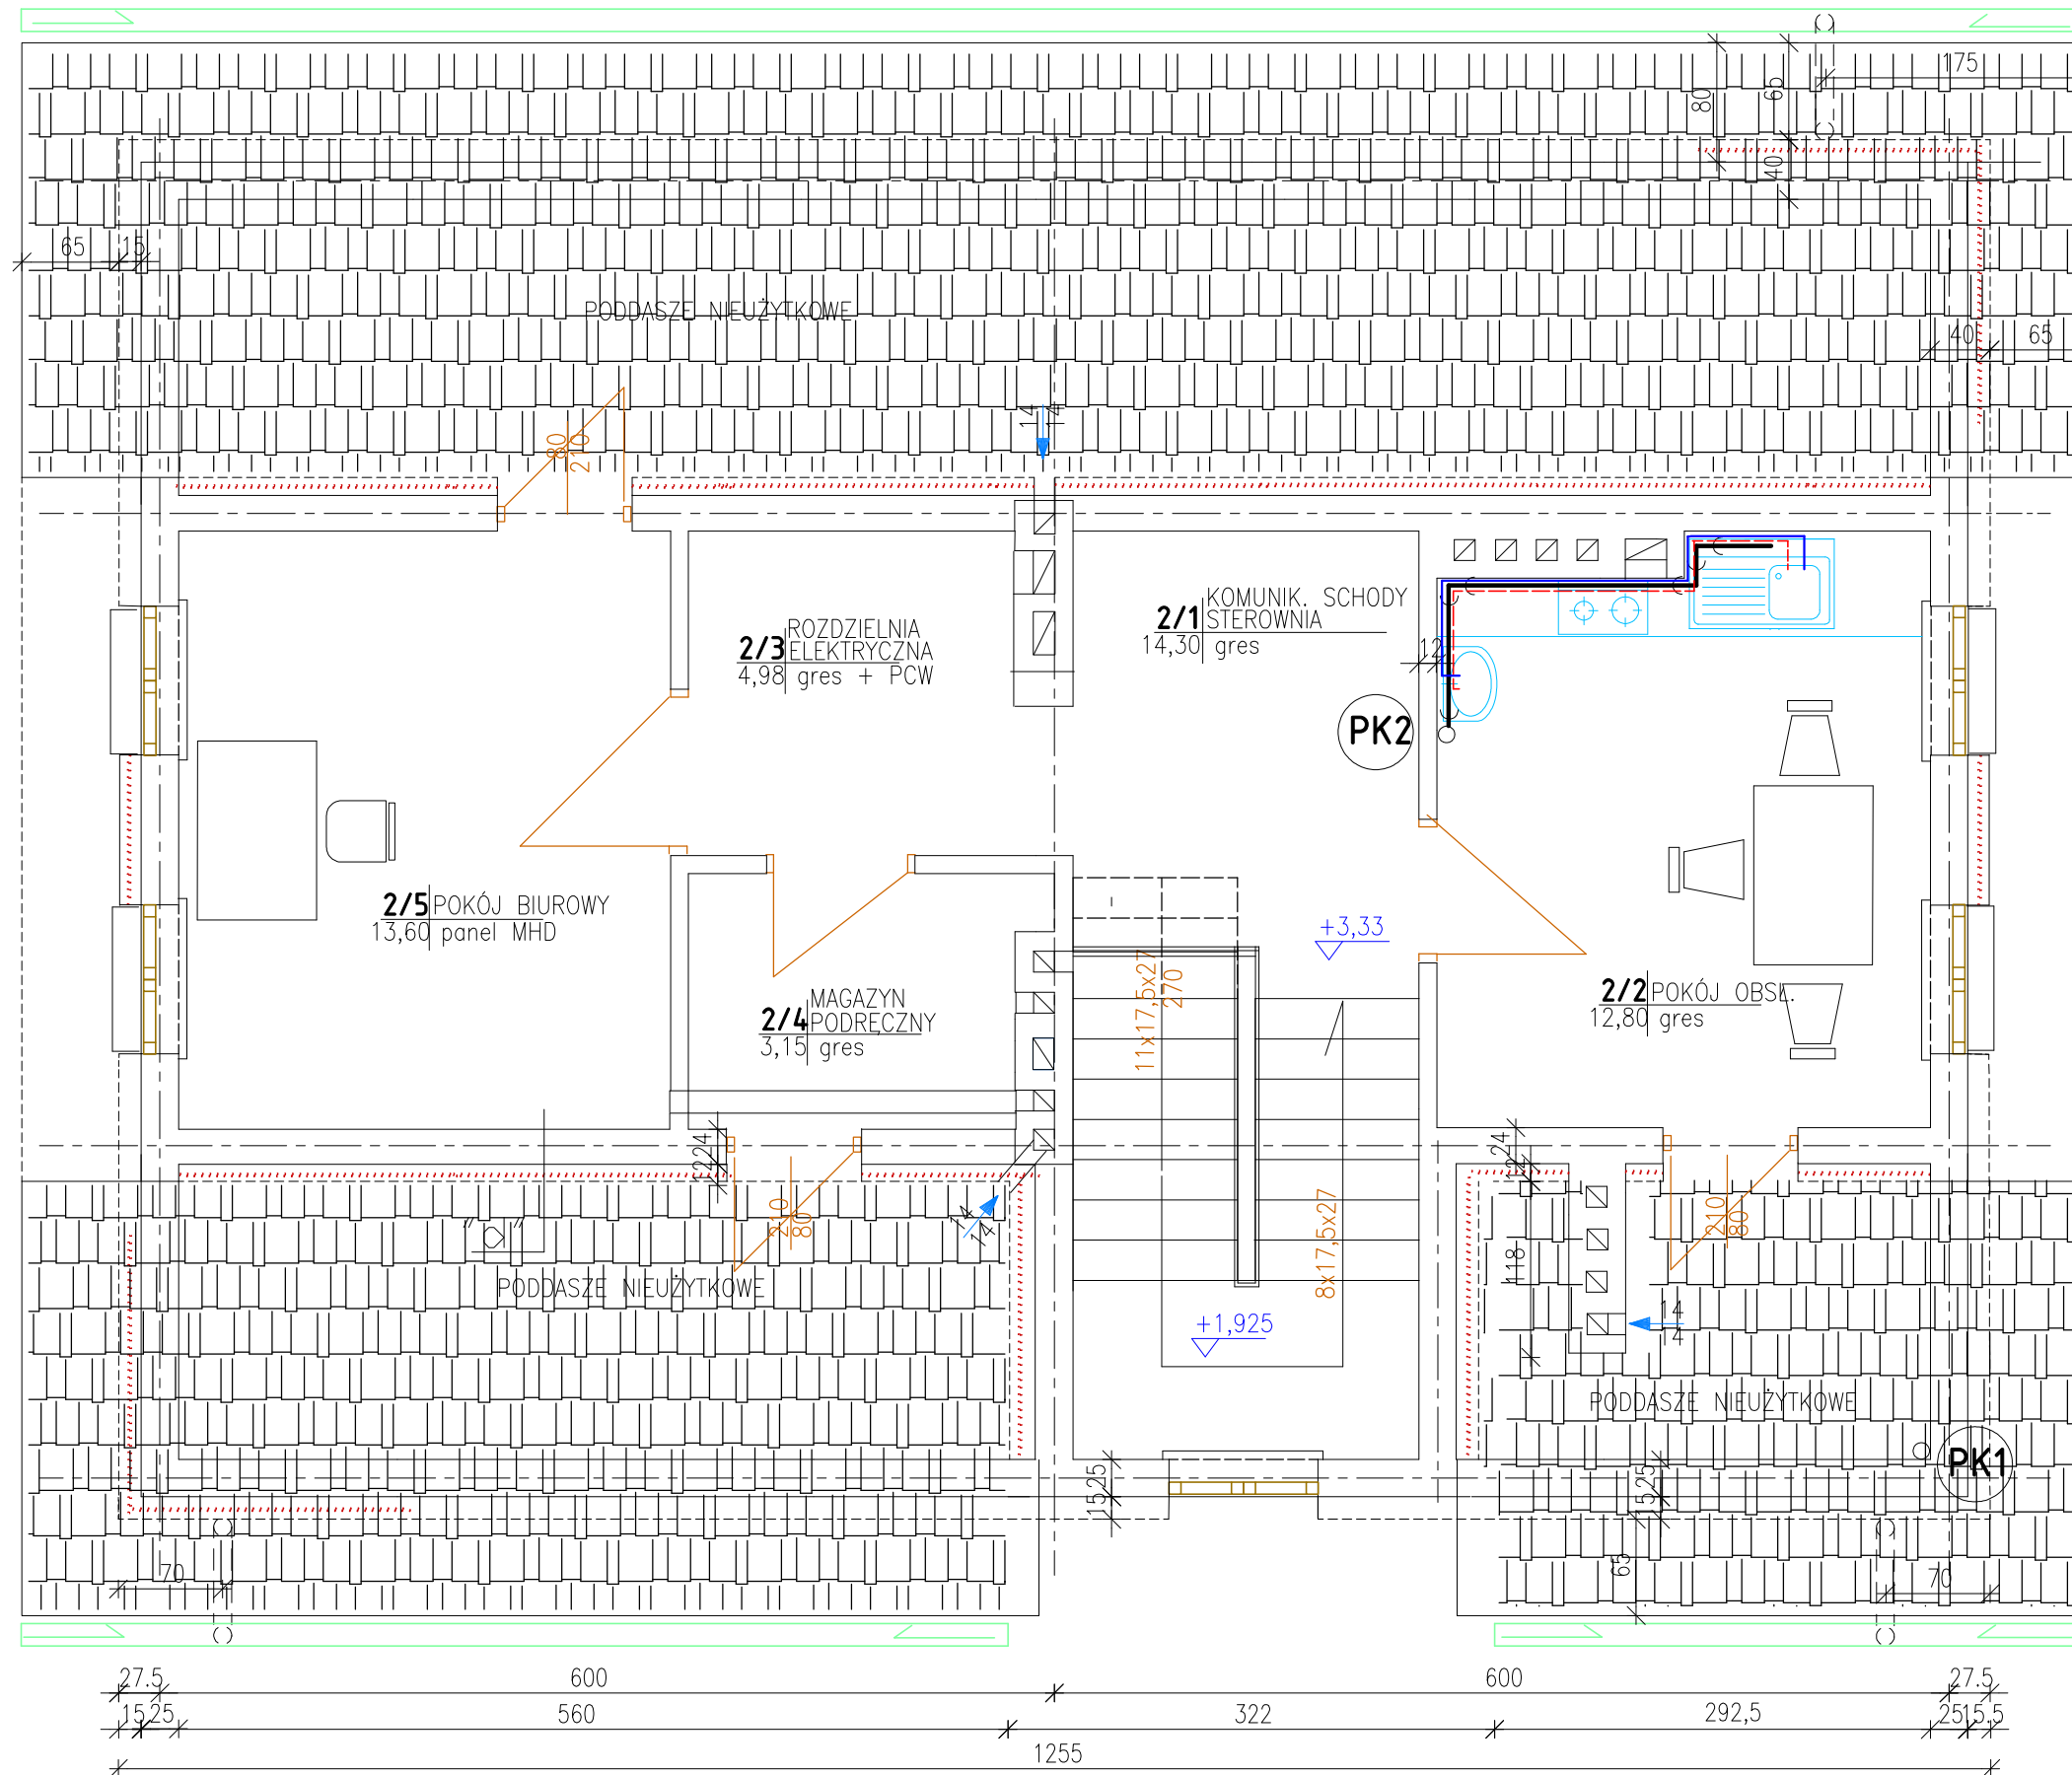 175
80
65
40
65
15
PODDASZE NIEUŻYTKOWE
40
65
14
14
80
210
2/3 ROZDZIELNIA
ELEKTRYCZNA
4,98 gres + PCW
2/1 KOMUNIK. SCHODY
STEROWNIA
14,30 gres
12
PK2
2/5 POKÓJ BIUROWY
13,60 panel MHD
+3,33
11x17,5x27
270
2/4 MAGAZYN
PODRĘCZNY
3,15 gres
2/2 POKÓJ OBSŁ.
12,80 gres
24
12
24
12
210
80
14
14
210
80
118
8x17,5x27
PODDASZE NIEUŻYTKOWE
+1,925
14
14
PODDASZE NIEUŻYTKOWE
PK1
25
15
25
15
65
70
70
27.5
600
600
27.5
15
25
560
322
292,5
25
15.5
1255